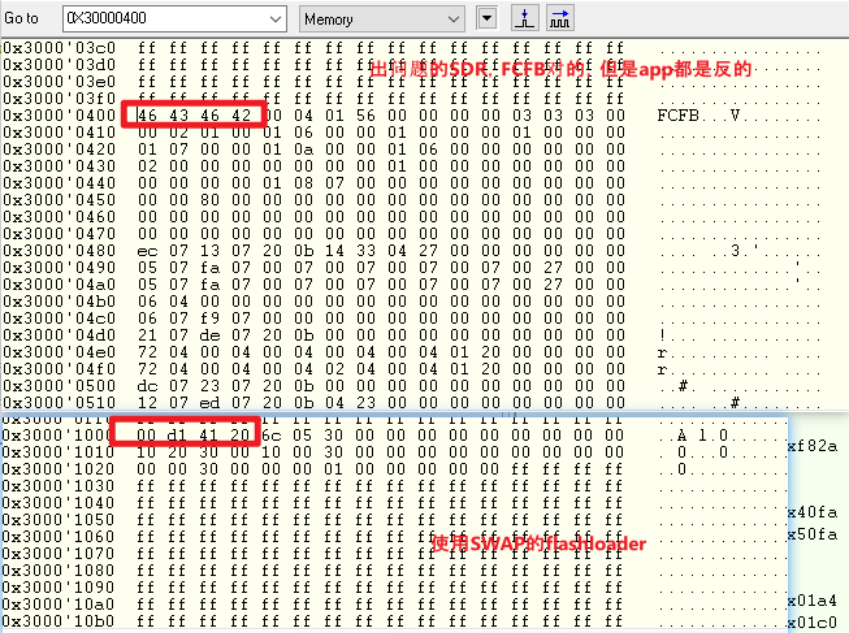 Go to 0X30000400 Memory
0x3000'03c0 ff ff ff ff ff ff ff ff ff ff ff ff ff ff ff ff ................
0x3000'03d0 ff ff ff ff ff ff ff ff ff ff ff ff ff ff ff ff
出问题的SDR. FCFB对的; 但是app都是反的
0x3000'03e0 ff ff ff ff ff ff ff ff ff ff ff ff ff ff ff ff ................
0x3000'03f0 ff ff ff ff ff ff ff ff ff ff ff ff ff ff ff ff ................
0x3000'0400 46 43 46 42 00 04 01 56 00 00 00 00 03 03 03 00 FCFB...V........
0x3000'0410 00 02 01 00 01 06 00 00 01 00 00 00 01 00 00 00 ................
0x3000'0420 01 07 00 00 01 0a 00 00 01 06 00 00 00 00 00 00 ................
0x3000'0430 02 00 00 00 00 00 00 00 01 00 00 00 00 00 00 00 ................
0x3000'0440 00 00 00 00 01 08 07 00 00 00 00 00 00 00 00 00 ................
0x3000'0450 00 00 80 00 00 00 00 00 00 00 00 00 00 00 00 00 ................
0x3000'0460 00 00 00 00 00 00 00 00 00 00 00 00 00 00 00 00 ................
0x3000'0470 00 00 00 00 00 00 00 00 00 00 00 00 00 00 00 00 ................
0x3000'0480 ec 07 13 07 20 0b 14 33 04 27 00 00 00 00 00 00
0x3000'0490 05 07 fa 07 00 07 00 07 00 07 00 07 00 27 00 00
0x3000'04a0 05 07 fa 07 00 07 00 07 00 07 00 07 00 27 00 00
0x3000'04b0 06 04 00 00 00 00 00 00 00 00 00 00 00 00 00 00 ................
0x3000'04c0 06 07 f9 07 00 00 00 00 00 00 00 00 00 00 00 00 ................
0x3000'04d0 21 07 de 07 20 0b 00 00 00 00 00 00 00 00 00 00
0x3000'04e0 72 04 00 04 00 04 00 04 00 04 01 20 00 00 00 00
0x3000'04f0 72 04 00 04 00 04 02 04 00 04 01 20 00 00 00 00
0x3000'0500 dc 07 23 07 20 0b 00 00 00 00 00 00 00 00 00 00
0x3000'0510 12 07 ed 07 20 0b 04 23 00 00 00 00 00 00 00 00
0x3000'1000 00 d1 41 20 6c 05 30 00 00 00 00 00 00 00 00 00
0x3000'1010 10 20 30 00 10 00 30 00 00 00 00 00 00 00 00 00
xf82a
0x3000'1020 00 00 30 00 00 00 01 00 00 00 00 00 ff ff ff ff
0x3000'1030 ff ff ff ff ff ff ff ff ff ff ff ff ff ff ff ff
0x3000'1040 ff ff ff ff ff ff ff ff ff ff ff ff ff ff ff ff
0x3000'1050 ff ff ff ff ff ff ff ff ff ff ff ff ff ff ff ff
x40fa
0x3000'1060 ff ff ff ff ff ff ff ff ff ff ff ff ff ff ff ff
x50fa
使用SWAP的flashloader
0x3000'1070 ff ff ff ff ff ff ff ff ff ff ff ff ff ff ff ff
0x3000'1080 ff ff ff ff ff ff ff ff ff ff ff ff ff ff ff ff
0x3000'1090 ff ff ff ff ff ff ff ff ff ff ff ff ff ff ff ff
0x3000'10a0 ff ff ff ff ff ff ff ff ff ff ff ff ff ff ff ff
x01a4
0x3000'10b0 ff ff ff ff ff ff ff ff ff ff ff ff ff ff ff ff
x01c0